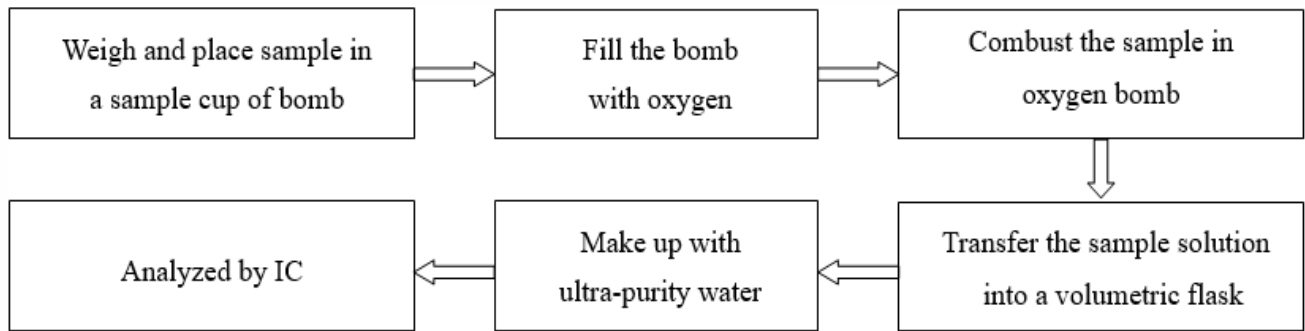 Weigh and place sample in
a sample cup of bomb
Fill the bomb
with oxygen
Combust the sample in
oxygen bomb
Transfer the sample solution
into a volumetric flask
Make up with
ultra-purity water
Analyzed by IC